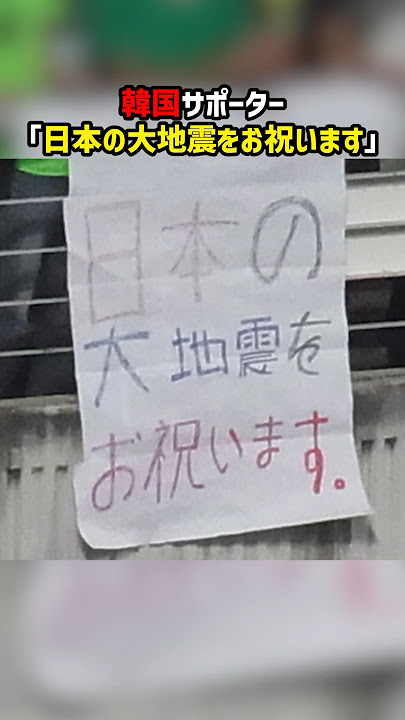 韓国サポーター
「日本の大地震をお祝います」
日本の
大地震を
お祝います。